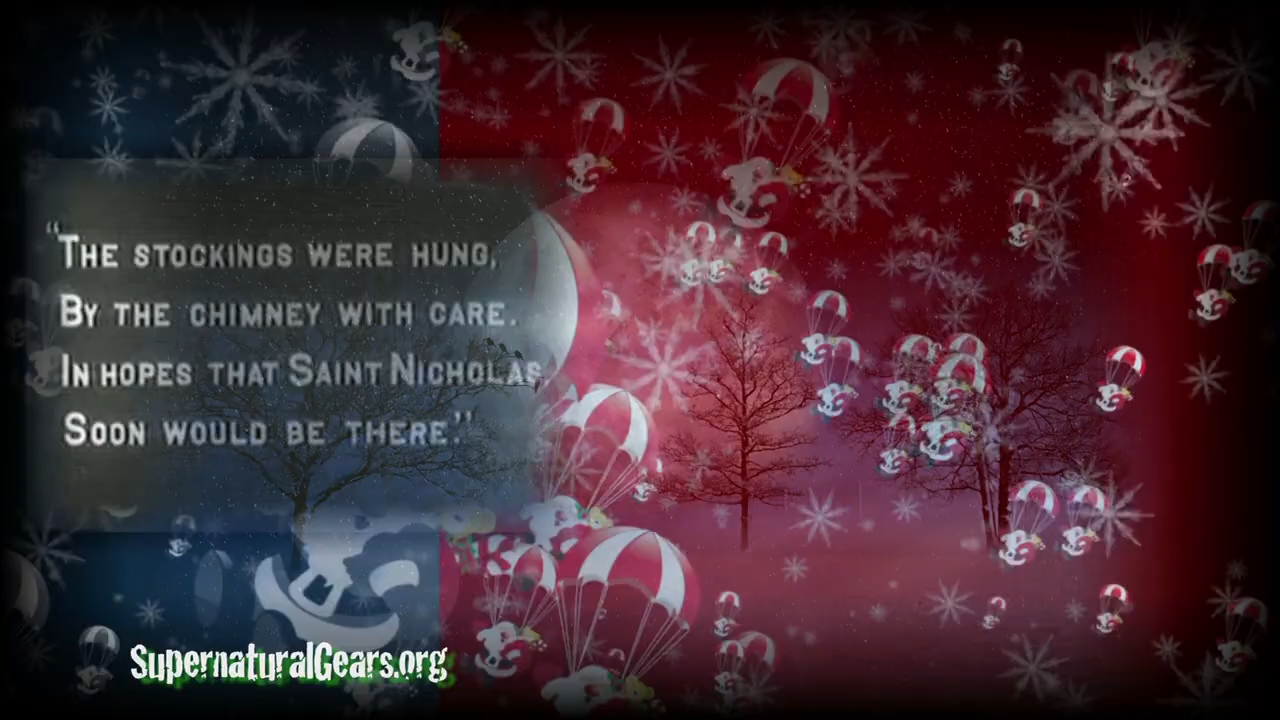 “The stockings were hung,
By the chimney with care.
In hopes that Saint Nicholas
Soon would be there.”
SupernaturalGears.org